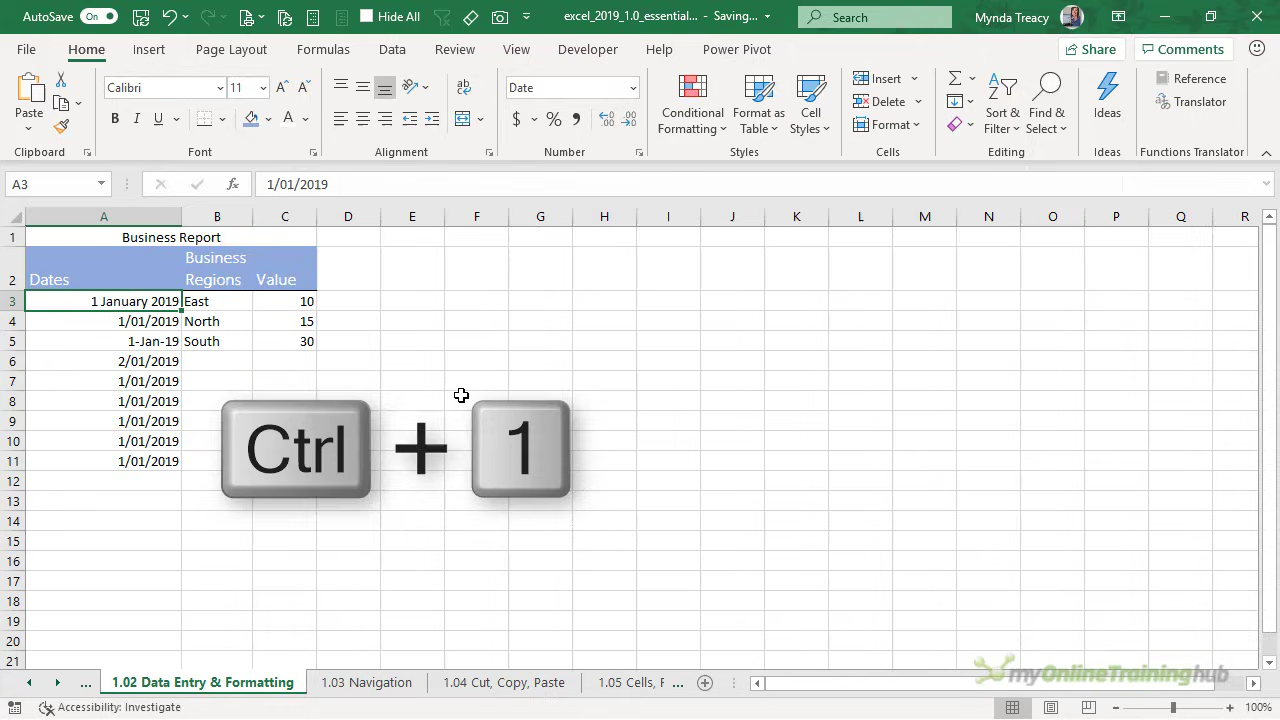 AutoSave On Hide All excel_2019_1.0_essential... - Saving... Search Mynda Treacy
File Home Insert Page Layout Formulas Data Review View Developer Help Power Pivot Share Comments
Paste
Clipboard
Calibri 11
B I U A
Font
ab
Alignment
Date
$ % ,
Number
Conditional Formatting
Format as Table
Cell Styles
Styles
Insert
Delete
Format
Cells
Sort & Filter
Find & Select
Editing
Ideas
Ideas
Reference
Translator
Functions Translator
A3 fx 1/01/2019
A B C D E F G H I J K L M N O P Q R
1 Business Report
2 Dates Business Regions Value
3 1 January 2019 East 10
4 1/01/2019 North 15
5 1-Jan-19 South 30
6 2/01/2019
7 1/01/2019
8 1/01/2019
9 1/01/2019
10 1/01/2019
11 1/01/2019
12
13
14
15
16
17
18
19
20
21
Ctrl + 1
myOnlineTraininghub
... 1.02 Data Entry & Formatting 1.03 Navigation 1.04 Cut, Copy, Paste 1.05 Cells, F ...
Accessibility: Investigate 100%